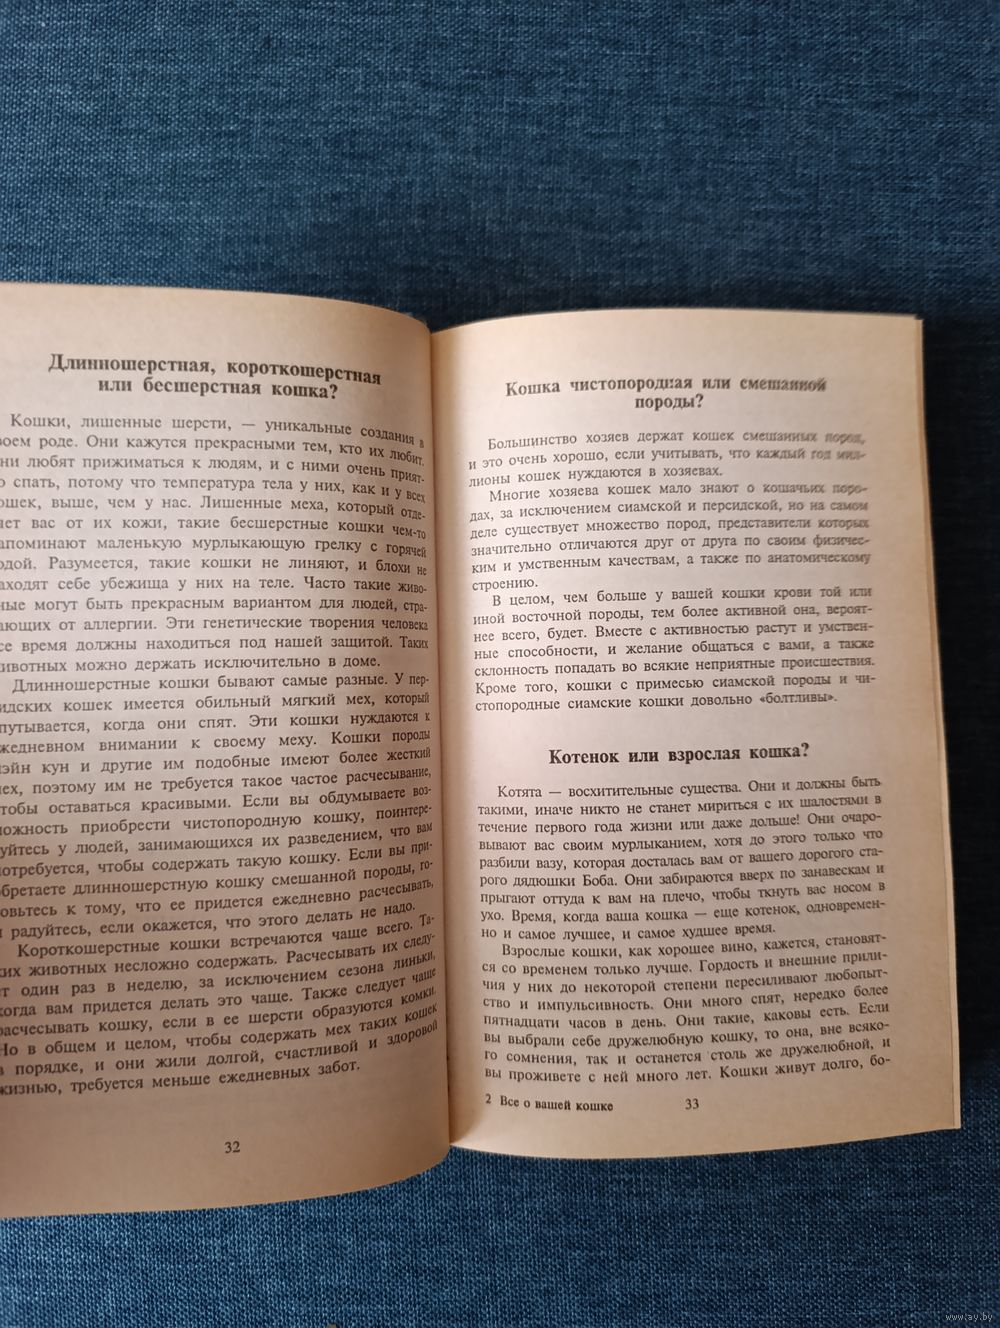 Длинношерстная, короткошерстная
или бесшерстная кошка?
Кошки, лишенные шерсти, — уникальные создания в
воем роде. Они кажутся прекрасными тем, кто их любит.
ни любят прижиматься к людям, и с ними очень прият-
о спать, потому что температура тела у них, как и у всех
ошек, выше, чем у нас. Лишенные меха, который отде-
яет вас от их кожи, такие бесшерстные кошки чем-то
апоминают маленькую мурлыкающую грелку с горячей
одой. Разумеется, такие кошки не линяют, и блохи не
аходят себе убежища у них на теле. Часто такие живо-
ные могут быть прекрасным вариантом для людей, стра-
ающих от аллергии. Эти генетические творения человека
се время должны находиться под нашей защитой. Таких
ивотных можно держать исключительно в доме.
Длинношерстные кошки бывают самые разные. У пер-
идских кошек имеется обильный мягкий мех, который
путывается, когда они спят. Эти кошки нуждаются к
жедневном внимании к своему меху. Кошки породы
мэйн кун и другие им подобные имеют более жесткий
мех, поэтому им не требуется такое частое расчесывание,
чтобы оставаться красивыми. Если вы обдумываете воз-
можность приобрести чистопородную кошку, поинтере-
уйтесь у людей, занимающихся их разведением, что вам
потребуется, чтобы содержать такую кошку. Если вы при-
обретаете длинношерстную кошку смешанной породы, го-
товьтесь к тому, что ее придется ежедневно расчесывать,
и радуйтесь, если окажется, что этого делать не надо.
Короткошерстные кошки встречаются чаще всего. Та-
ких животных несложно содержать. Расчесывать их следу-
ет один раз в неделю, за исключением сезона линьки,
когда вам придется делать это чаще. Также следует чаще
расчесывать кошку, если в ее шерсти образуются комки.
Но в общем и целом, чтобы содержать мех таких кошек
в порядке, и они жили долгой, счастливой и здоровой
жизнью, требуется меньше ежедневных забот.
32
Кошка чистопородная или смешанной
породы?
Большинство хозяев держат кошек смешанных пород,
и это очень хорошо, если учитывать, что каждый год мил-
лионы кошек нуждаются в хозяевах.
Многие хозяева кошек мало знают о кошачьих поро-
дах, за исключением сиамской и персидской, но на самом
деле существует множество пород, представители которых
значительно отличаются друг от друга по своим физичес-
ким и умственным качествам, а также по анатомическому
строению.
В целом, чем больше у вашей кошки крови той или
иной восточной породы, тем более активной она, вероят-
нее всего, будет. Вместе с активностью растут и умствен-
ные способности, и желание общаться с вами, а также
склонность попадать во всякие неприятные происшествия.
Кроме того, кошки с примесью сиамской породы и чи-
стопородные сиамские кошки довольно «болтливы».
Котенок или взрослая кошка?
Котята — восхитительные существа. Они и должны быть
такими, иначе никто не станет мириться с их шалостями в
течение первого года жизни или даже дольше! Они очаро-
вывают вас своим мурлыканием, хотя до этого только что
разбили вазу, которая досталась вам от вашего дорогого ста-
рого дядюшки Боба. Они забираются вверх по занавескам и
прыгают оттуда к вам на плечо, чтобы ткнуть вас носом в
ухо. Время, когда ваша кошка — еще котенок, одновремен-
но и самое лучшее, и самое худшее время.
Взрослые кошки, как хорошее вино, кажется, становят-
ся со временем только лучше. Гордость и внешние прили-
чия у них до некоторой степени пересиливают любопыт-
ство и импульсивность. Они много спят, нередко более
пятнадцати часов в день. Они такие, каковы есть. Если
вы выбрали себе дружелюбную кошку, то она, вне всяко-
го сомнения, так и останется столь же дружелюбной, и
вы проживете с ней много лет. Кошки живут долго, бо-
2 Все о вашей кошке 33
www.ay.by